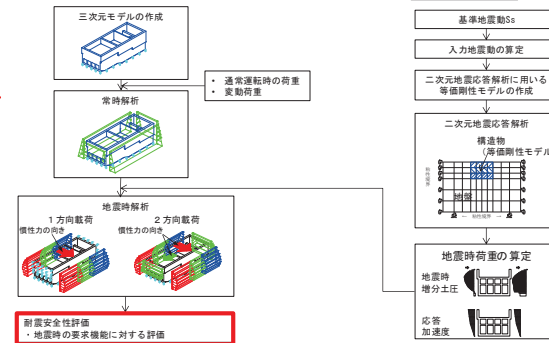 三次元モデルの作成
・ 通常運転時の荷重
・ 変動荷重
常時解析
地震時解析
1方向載荷
慣性力の向き
2方向載荷
慣性力の向き
耐震安全性評価
・地震時の要求機能に対する評価
基準地震動Ss
入力地震動の算定
二次元地震応答解析に用いる
等価剛性モデルの作成
二次元地震応答解析
構造物
(等価剛性モデル
粘性境界
地盤
粘性境界
地震時荷重の算定
地震時
増分土圧
応答
加速度